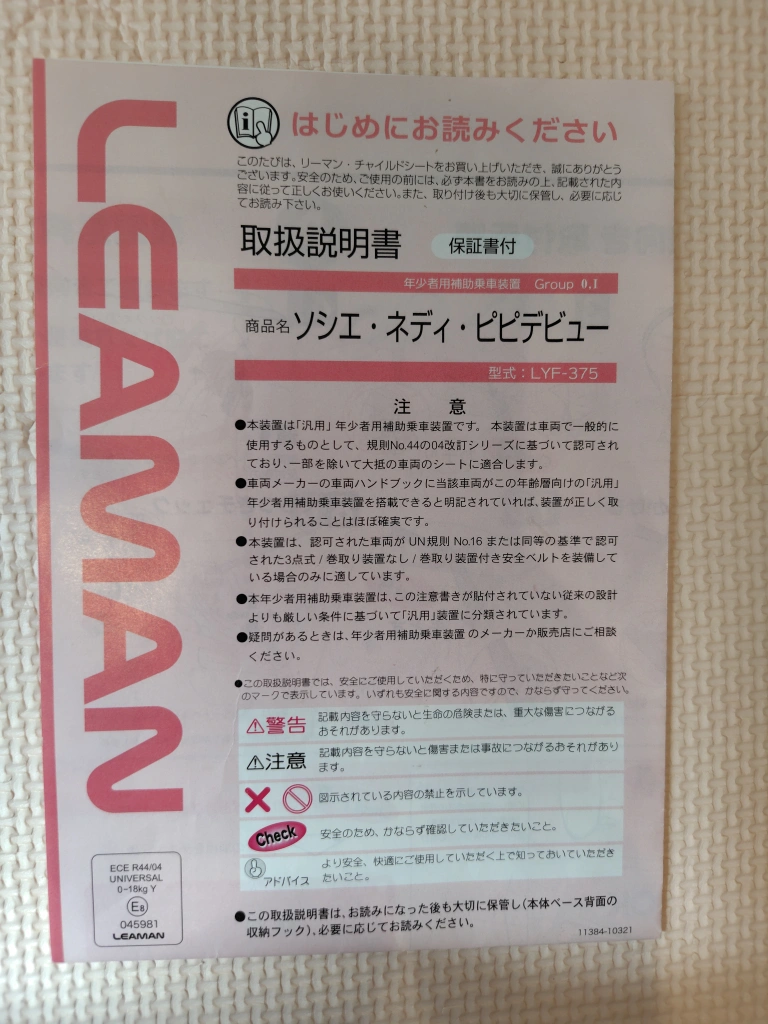 LEAMAN
はじめにお読みください
このたびは、リーマン・チャイルドシートをお買い上げいただき、誠にありがとう
ございます。安全のため、ご使用の前には、必ず本書をお読みの上、記載された内
容に従って正しくお使いください。また、取り付け後も大切に保管し、必要に応じ
てお読み下さい。
取扱説明書 保証書付
年少者用補助乗車装置 Group 0.I
商品名 ソシエ・ネディ・ピピデビュー
型式:LYF-375
注 意
●本装置は「汎用」年少者用補助乗車装置です。 本装置は車両で一般的に
使用するものとして、規則No.44の04改訂シリーズに基づいて認可され
ており、一部を除いて大抵の車両のシートに適合します。
●車両メーカーの車両ハンドブックに当該車両がこの年齢層向けの「汎用」
年少者用補助乗車装置を搭載できると明記されていれば、装置が正しく取
り付けられることはほぼ確実です。
●本装置は、認可された車両が UN規則 No.16 または同等の基準で認可
された3点式 / 巻取り装置なし / 巻取り装置付き安全ベルトを装備して
いる場合のみに適しています。
●本年少者用補助乗車装置は、この注意書きが貼付されていない従来の設計
よりも厳しい条件に基づいて「汎用」装置に分類されています。
●疑問があるときは、年少者用補助乗車装置 のメーカーか販売店にご相談
ください。
●この取扱説明書では、安全にご使用していただくため、特に守っていただきたいことなど次
のマークで表示しています。いずれも安全に関する内容ですので、かならず守ってください。
⚠警告 記載内容を守らないと生命の危険または、重大な傷害につながる
おそれがあります。
⚠注意 記載内容を守らないと傷害または事故につながるおそれがあり
ます。
図示されている内容の禁止を示しています。
Check 安全のため、かならず確認していただきたいこと。
アドバイス より安全、快適にご使用していただく上で知っておいていただき
たいこと。
●この取扱説明書は、お読みになった後も大切に保管し(本体ベース背面の
収納フック)、必要に応じてお読みください。
11384-10321
ECE R44/04
UNIVERSAL
0-18kg Y
E8
045981
LEAMAN